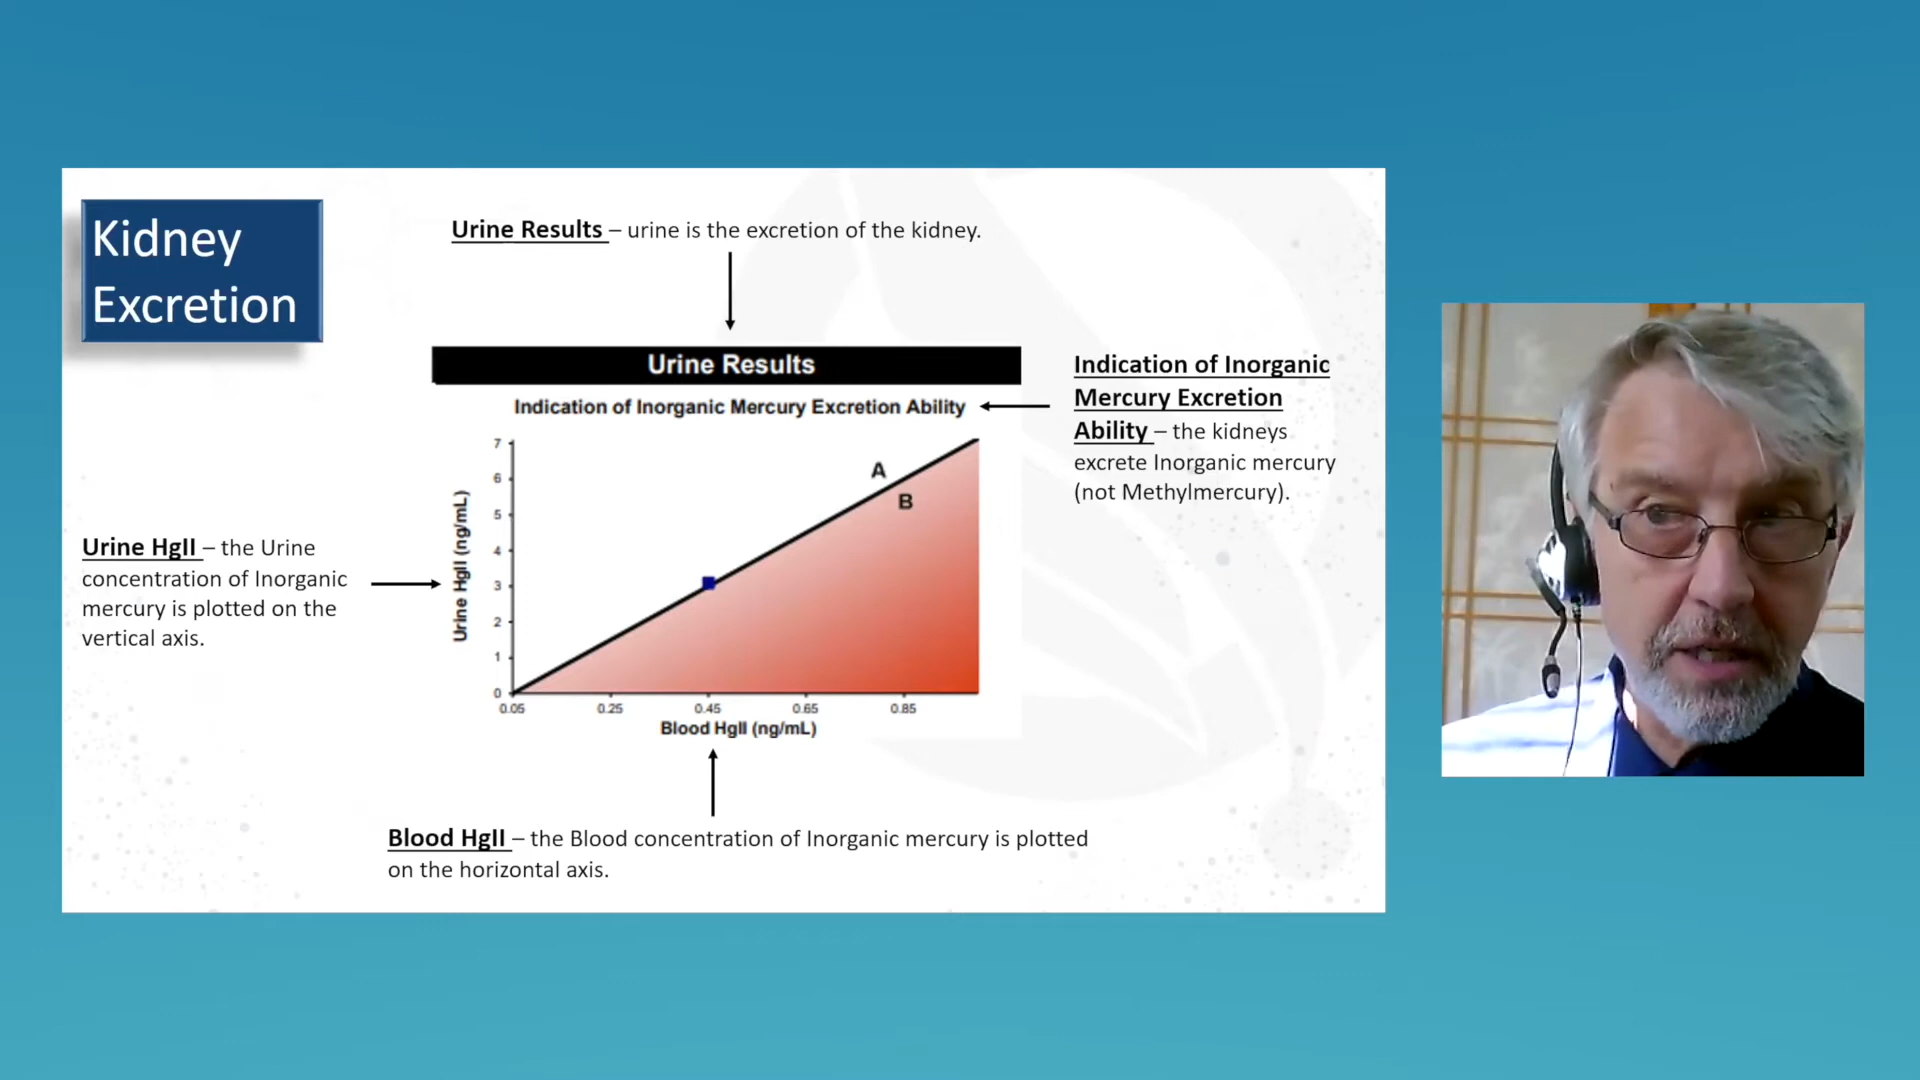 Kidney
Excretion
Urine Results – urine is the excretion of the kidney.
Urine Results
Indication of Inorganic Mercury Excretion Ability
Indication of Inorganic
Mercury Excretion
Ability – the kidneys
excrete Inorganic mercury
(not Methylmercury).
Urine HgII – the Urine
concentration of Inorganic
mercury is plotted on the
vertical axis.
Urine HgII (ng/mL)
7
6
5
4
3
2
1
0
A
B
0.05 0.25 0.45 0.65 0.85
Blood HgII (ng/mL)
Blood HgII – the Blood concentration of Inorganic mercury is plotted
on the horizontal axis.